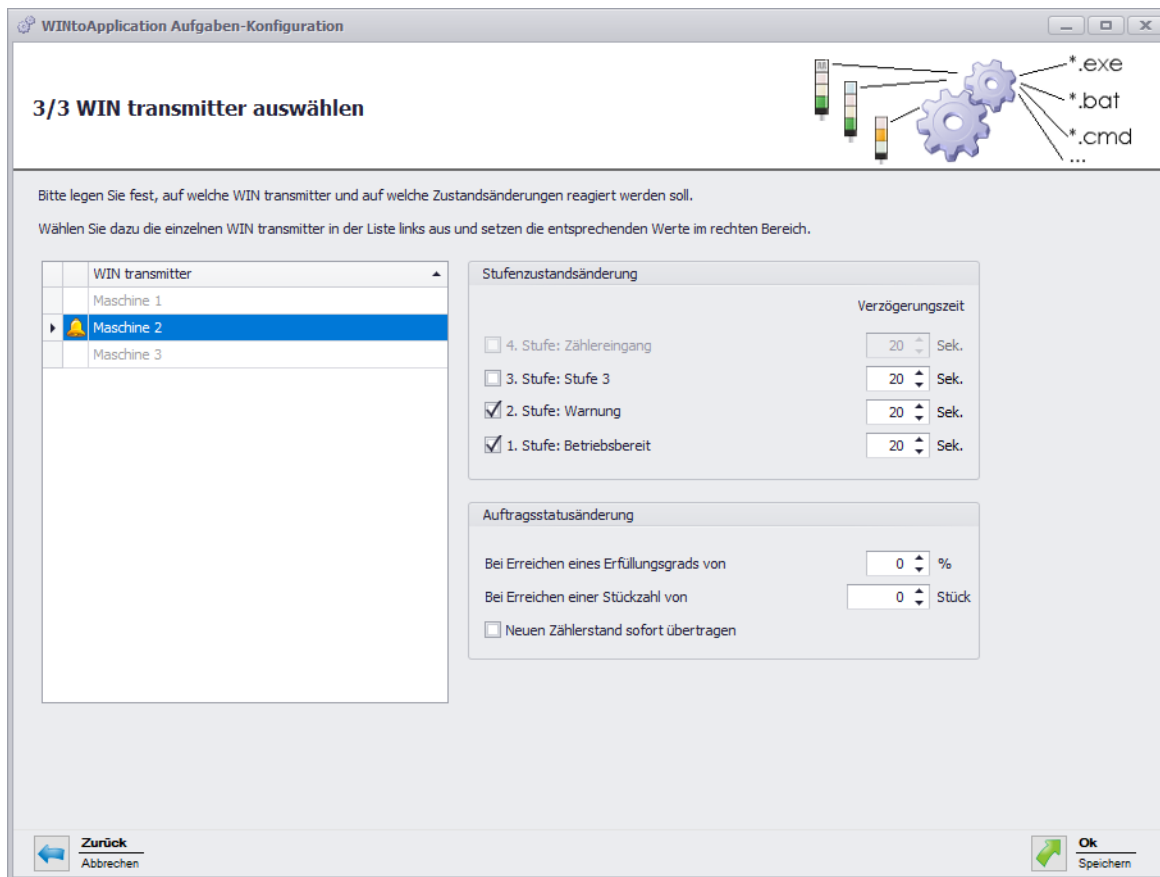 WINtoApplication Aufgaben-Konfiguration
3/3 WIN transmitter auswählen
*.exe
*.bat
*.cmd
...
Bitte legen Sie fest, auf welche WIN transmitter und auf welche Zustandsänderungen reagiert werden soll.
Wählen Sie dazu die einzelnen WIN transmitter in der Liste links aus und setzen die entsprechenden Werte im rechten Bereich.
WIN transmitter
Maschine 1
Maschine 2
Maschine 3
Stufenzustandsänderung
Verzögerungszeit
4. Stufe: Zählereingang 20 Sek.
3. Stufe: Stufe 3 20 Sek.
2. Stufe: Warnung 20 Sek.
1. Stufe: Betriebsbereit 20 Sek.
Auftragsstatusänderung
Bei Erreichen eines Erfüllungsgrads von 0 %
Bei Erreichen einer Stückzahl von 0 Stück
Neuen Zählerstand sofort übertragen
Zurück
Abbrechen
Ok
Speichern